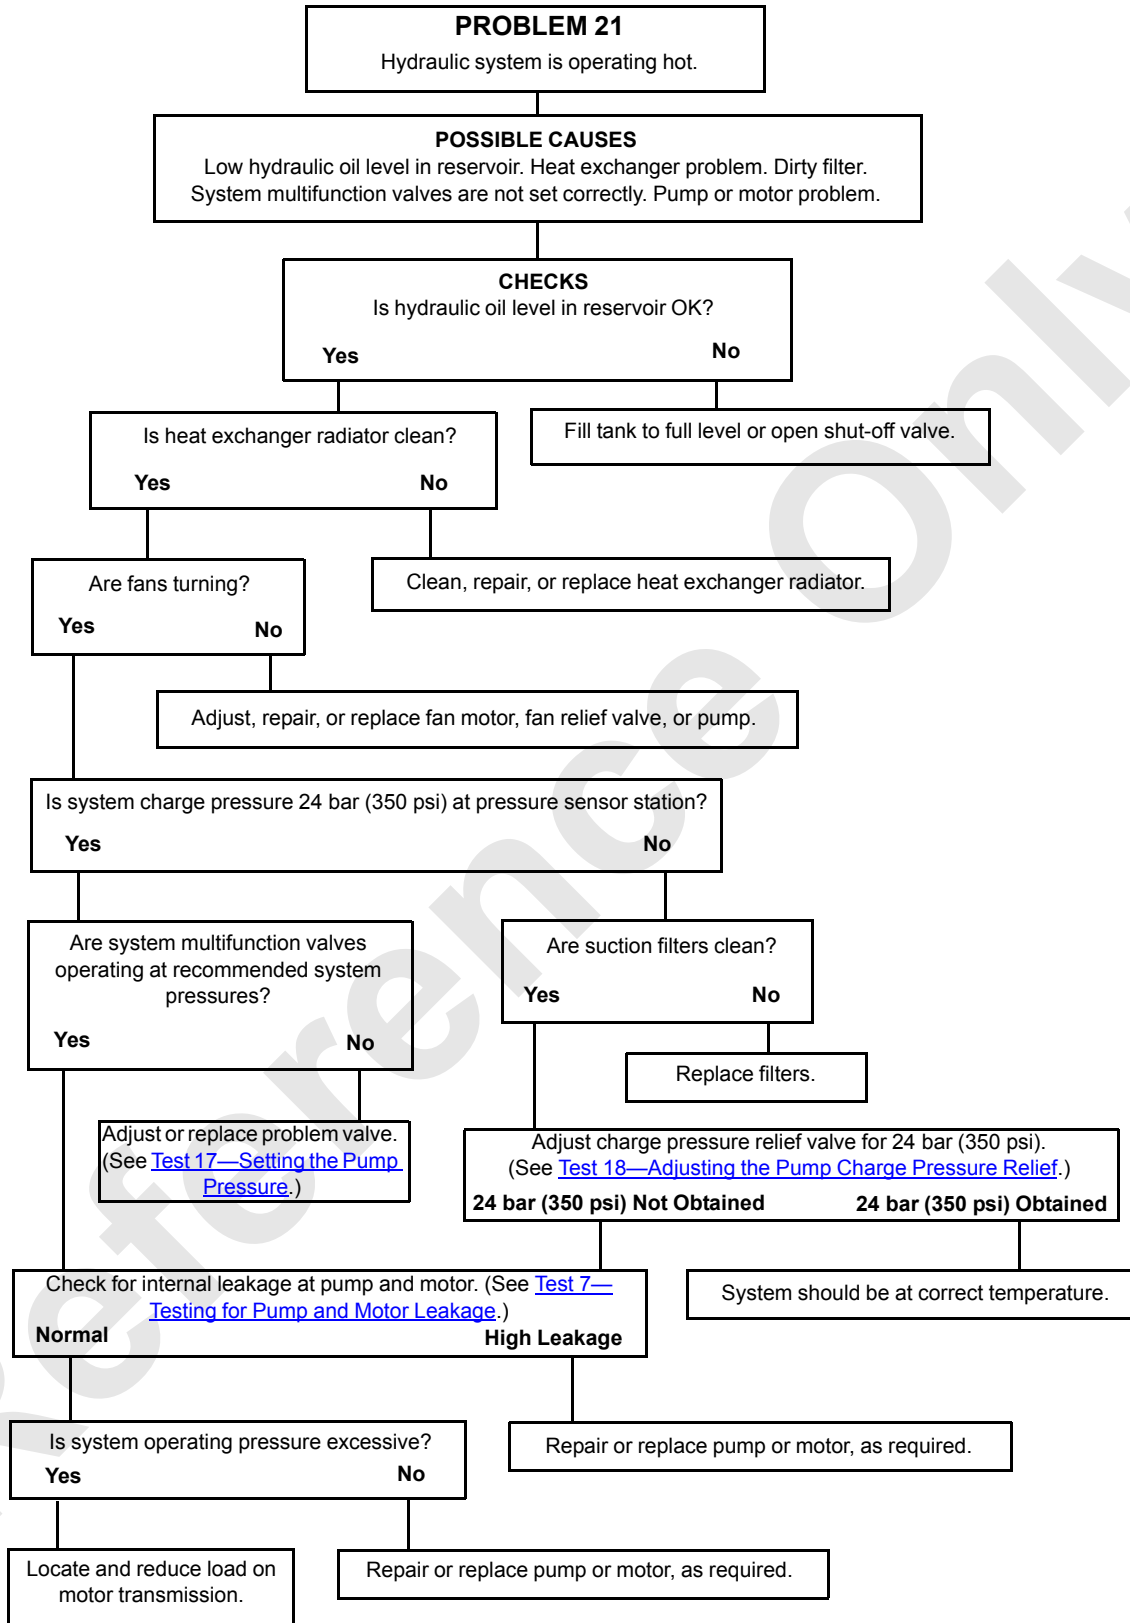 PROBLEM 21
Hydraulic system is operating hot.
POSSIBLE CAUSES
Low hydraulic oil level in reservoir. Heat exchanger problem. Dirty filter.
System multifunction valves are not set correctly. Pump or motor problem.
CHECKS
Is hydraulic oil level in reservoir OK?
Yes No
Is heat exchanger radiator clean?
Yes No
Fill tank to full level or open shut-off valve.
Are fans turning?
Yes No
Clean, repair, or replace heat exchanger radiator.
Adjust, repair, or replace fan motor, fan relief valve, or pump.
Is system charge pressure 24 bar (350 psi) at pressure sensor station?
Yes No
Are system multifunction valves
operating at recommended system
pressures?
Yes No
Are suction filters clean?
Yes No
Replace filters.
Adjust or replace problem valve.
(See Test 17—Setting the Pump
Pressure.)
Adjust charge pressure relief valve for 24 bar (350 psi).
(See Test 18—Adjusting the Pump Charge Pressure Relief.)
24 bar (350 psi) Not Obtained 24 bar (350 psi) Obtained
Check for internal leakage at pump and motor. (See Test 7—
Testing for Pump and Motor Leakage.)
Normal High Leakage
System should be at correct temperature.
Is system operating pressure excessive?
Yes No
Repair or replace pump or motor, as required.
Locate and reduce load on
motor transmission.
Repair or replace pump or motor, as required.
Reference Only